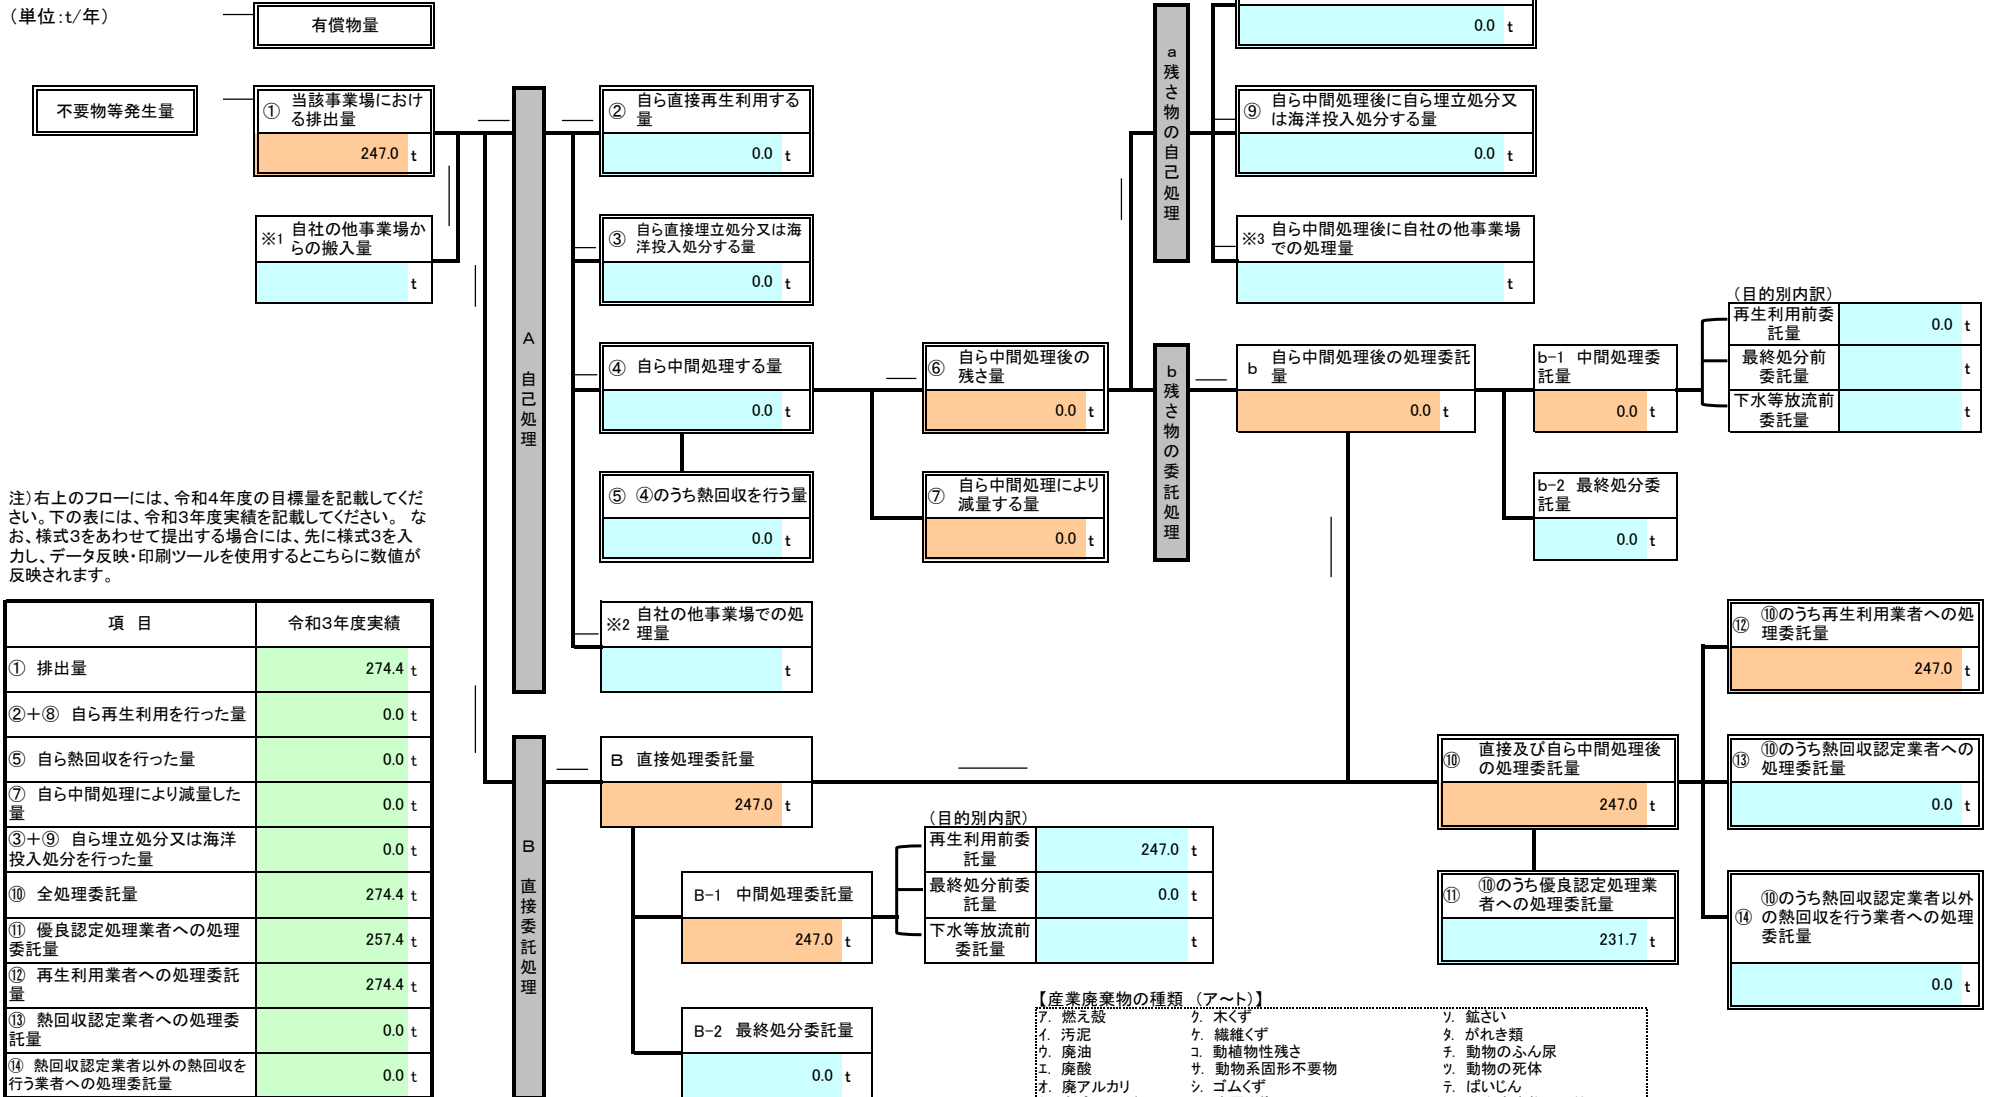 （単位:t/年）
有償物量
0.0 t
不要物等発生量
① 当該事業場におけ
る排出量
247.0 t
※1 自社の他事業場か
らの搬入量
t
A 自己処理
② 自ら直接再生利用する
量
0.0 t
③ 自ら直接埋立処分又は海
洋投入処分する量
0.0 t
④ 自ら中間処理する量
0.0 t
⑤ ④のうち熱回収を行う量
0.0 t
※2 自社の他事業場での処
理量
t
⑥ 自ら中間処理後の
残さ量
0.0 t
⑦ 自ら中間処理により
減量する量
0.0 t
a 残さ物の自己処理
⑨ 自ら中間処理後に自ら埋立処分又
は海洋投入処分する量
0.0 t
※3 自ら中間処理後に自社の他事業場
での処理量
t
b 残さ物の委託処理
b 自ら中間処理後の処理委託
量
0.0 t
b-1 中間処理委
託量
0.0 t
b-2 最終処分委
託量
0.0 t
（目的別内訳）
再生利用前委
託量
0.0 t
最終処分前
委託量
t
下水等放流前
委託量
t
注）右上のフローには、令和4年度の目標量を記載してくだ
さい。下の表には、令和3年度実績を記載してください。 な
お、様式3をあわせて提出する場合には、先に様式3を入
力し、データ反映・印刷ツールを使用するとこちらに数値が
反映されます。
項 目 令和3年度実績
① 排出量 274.4 t
②+⑧ 自ら再生利用を行った量 0.0 t
⑤ 自ら熱回収を行った量 0.0 t
⑦ 自ら中間処理により減量した
量 0.0 t
③+⑨ 自ら埋立処分又は海洋
投入処分を行った量 0.0 t
⑩ 全処理委託量 274.4 t
⑪ 優良認定処理業者への処理
委託量 257.4 t
⑫ 再生利用業者への処理委託
量 274.4 t
⑬ 熱回収認定業者への処理委
託量 0.0 t
⑭ 熱回収認定業者以外の熱回収を
行う業者への処理委託量 0.0 t
B 直接委託処理
B 直接処理委託量
247.0 t
B-1 中間処理委託量
247.0 t
B-2 最終処分委託量
0.0 t
（目的別内訳）
再生利用前委
託量
247.0 t
最終処分前委
託量
0.0 t
下水等放流前
委託量
t
⑩ 直接及び自ら中間処理後
の処理委託量
247.0 t
⑪ ⑩のうち優良認定処理業
者への処理委託量
231.7 t
⑫ ⑩のうち再生利用業者への処
理委託量
247.0 t
⑬ ⑩のうち熱回収認定業者への
処理委託量
0.0 t
⑭ ⑩のうち熱回収認定業者以外
の熱回収を行う業者への処理
委託量
0.0 t
【産業廃棄物の種類 （ア～ト）】
ア. 燃え殻 ク. 木くず ソ. 鉱さい
イ. 汚泥 ケ. 繊維くず タ. がれき類
ウ. 廃油 コ. 動植物性残さ チ. 動物のふん尿
エ. 廃酸 サ. 動物系固形不要物 ツ. 動物の死体
オ. 廃アルカリ シ. ゴムくず テ. ばいじん